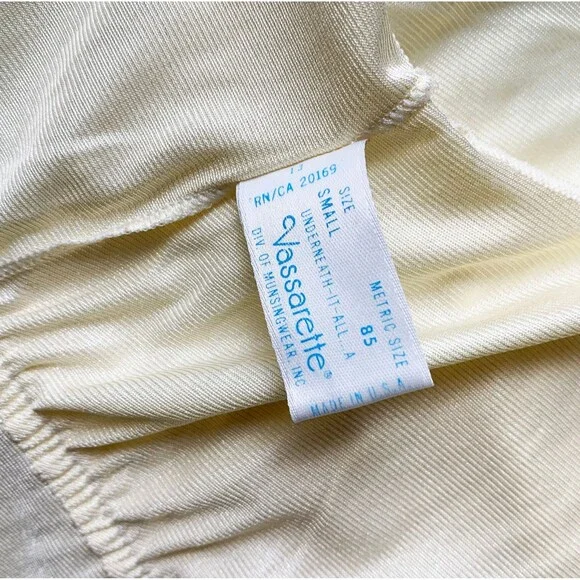 RN/CA 20169
SIZE METRIC SIZE
SMALL 85
UNDERNEATH-IT-ALL...A
Vassarette®
DIV. OF MUNSINGWEAR, INC.
MADE IN U.S.